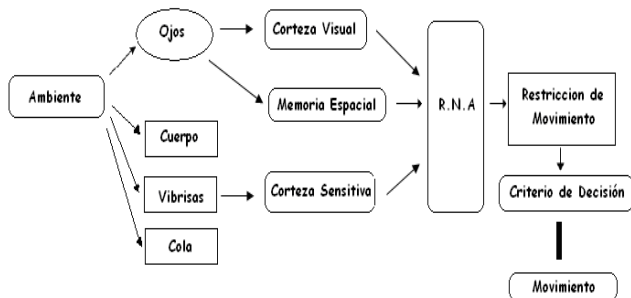 Ojos
Corteza Visual
Ambiente
Memoria Espacial
R.N.A
Restriccion de
Movimiento
Cuerpo
Vibrisas
Corteza Sensitiva
Criterio de Decisión
Cola
Movimiento